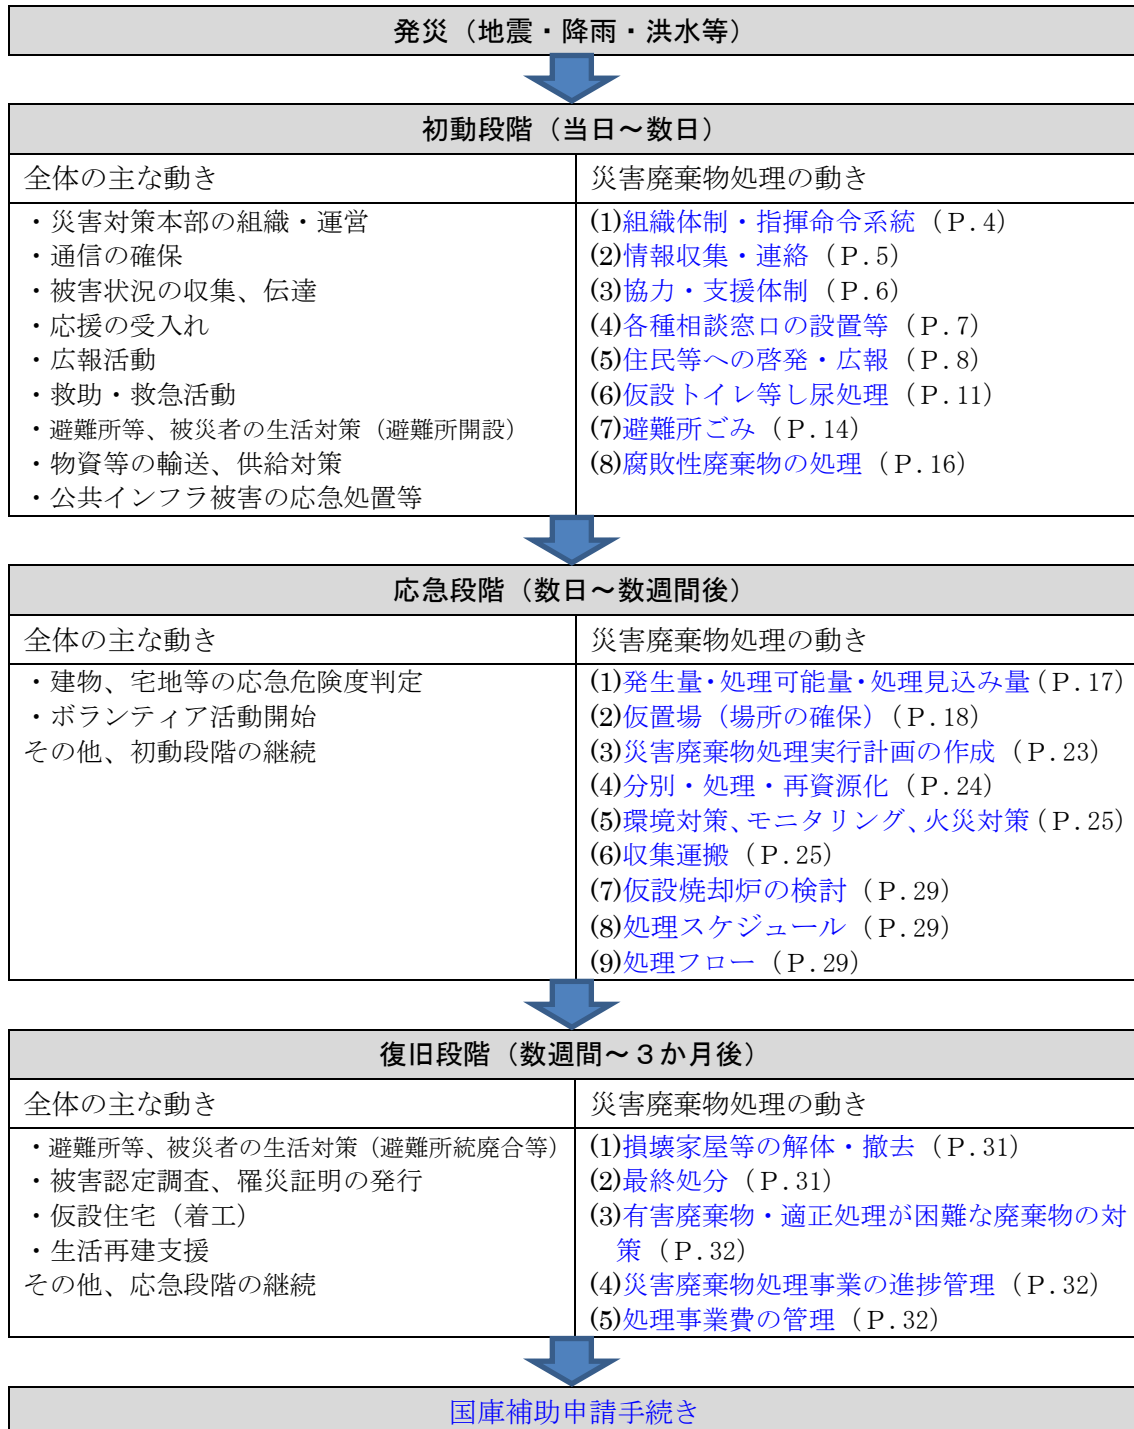 発災（地震・降雨・洪水等）
初動段階（当日～数日）
全体の主な動き
・災害対策本部の組織・運営
・通信の確保
・被害状況の収集、伝達
・応援の受入れ
・広報活動
・救助・救急活動
・避難所等、被災者の生活対策（避難所開設）
・物資等の輸送、供給対策
・公共インフラ被害の応急処置等
災害廃棄物処理の動き
(1)組織体制・指揮命令系統（Ｐ.4）
(2)情報収集・連絡（Ｐ.5）
(3)協力・支援体制（Ｐ.6）
(4)各種相談窓口の設置等（Ｐ.7）
(5)住民等への啓発・広報（Ｐ.8）
(6)仮設トイレ等し尿処理（Ｐ.11）
(7)避難所ごみ（Ｐ.14）
(8)腐敗性廃棄物の処理（Ｐ.16）
応急段階（数日～数週間後）
全体の主な動き
・建物、宅地等の応急危険度判定
・ボランティア活動開始
その他、初動段階の継続
災害廃棄物処理の動き
(1)発生量・処理可能量・処理見込み量（Ｐ.17）
(2)仮置場（場所の確保）（Ｐ.18）
(3)災害廃棄物処理実行計画の作成（Ｐ.23）
(4)分別・処理・再資源化（Ｐ.24）
(5)環境対策、モニタリング、火災対策（Ｐ.25）
(6)収集運搬（Ｐ.25）
(7)仮設焼却炉の検討（Ｐ.29）
(8)処理スケジュール（Ｐ.29）
(9)処理フロー（Ｐ.29）
復旧段階（数週間～３か月後）
全体の主な動き
・避難所等、被災者の生活対策（避難所統廃合等）
・被害認定調査、罹災証明の発行
・仮設住宅（着工）
・生活再建支援
その他、応急段階の継続
災害廃棄物処理の動き
(1)損壊家屋等の解体・撤去（Ｐ.31）
(2)最終処分（Ｐ.31）
(3)有害廃棄物・適正処理が困難な廃棄物の対
策（Ｐ.32）
(4)災害廃棄物処理事業の進捗管理（Ｐ.32）
(5)処理事業費の管理（Ｐ.32）
国庫補助申請手続き